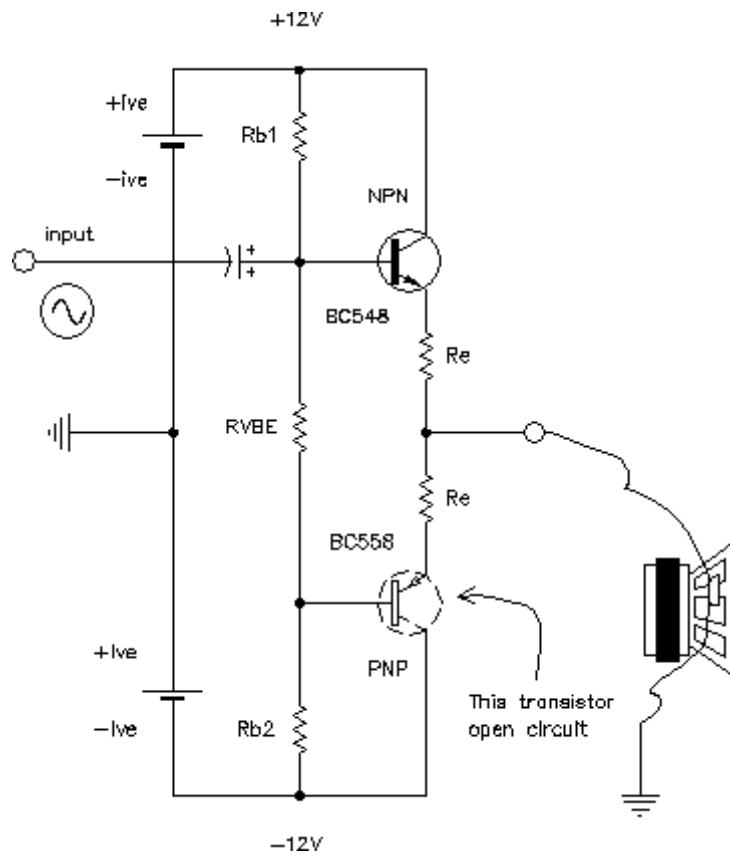 +12V
+ive
Rb1
-ive
NPN
input
+
+
BC548
Re
RVBE
Re
BC558
+ive
PNP
This transistor
open circuit
-ive
Rb2
-12V